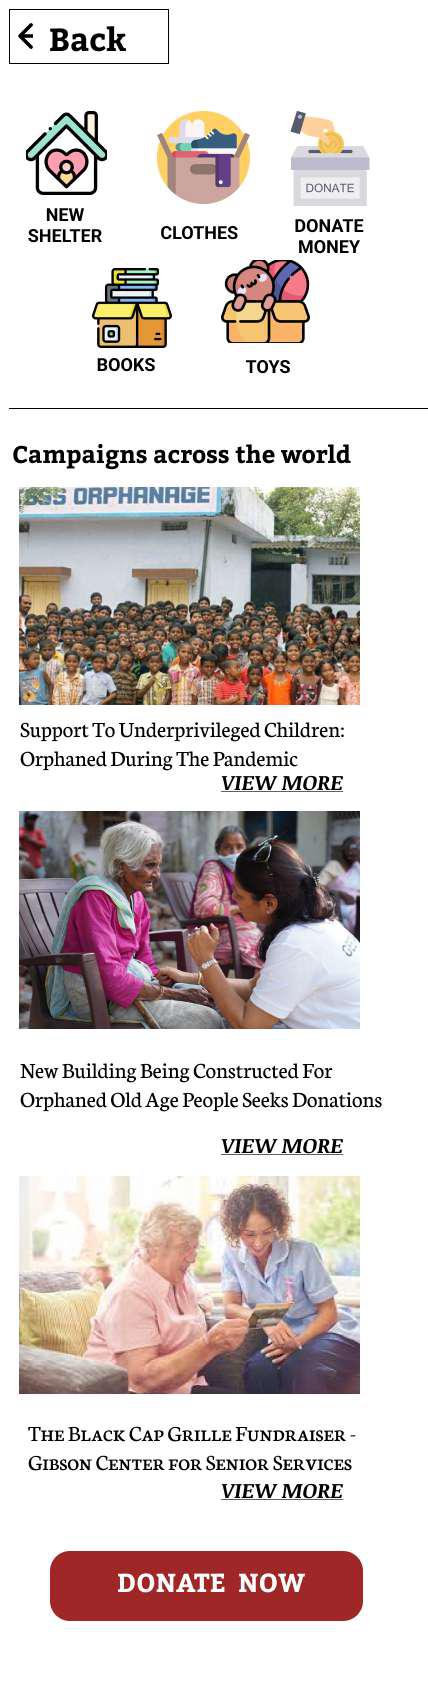 Back
NEW
SHELTER
CLOTHES
DONATE
DONATE
MONEY
BOOKS
TOYS
Campaigns across the world
ORPHANAGE
Support To Underprivileged Children:
Orphaned During The Pandemic
VIEW MORE
New Building Being Constructed For
Orphaned Old Age People Seeks Donations
VIEW MORE
The Black Cap Grille Fundraiser -
Gibson Center for Senior Services
VIEW MORE
DONATE NOW